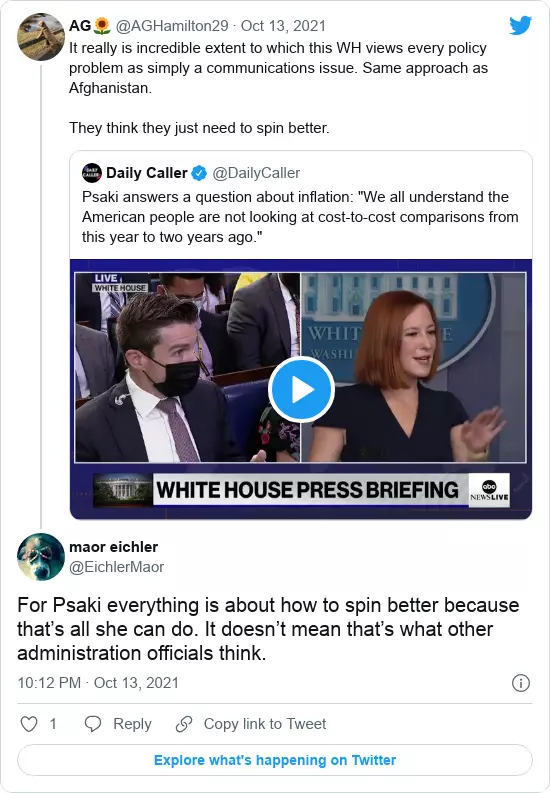 AG🌻 @AGHamilton29 · Oct 13, 2021
It really is incredible extent to which this WH views every policy
problem as simply a communications issue. Same approach as
Afghanistan.
They think they just need to spin better.
DAILY CALLER
Daily Caller @DailyCaller
Psaki answers a question about inflation: "We all understand the
American people are not looking at cost-to-cost comparisons from
this year to two years ago."
LIVE
WHITE HOUSE
WHITE
WASHI
WHITE HOUSE PRESS BRIEFING
abc
NEWS LIVE
maor eichler
@EichlerMaor
For Psaki everything is about how to spin better because
that’s all she can do. It doesn’t mean that’s what other
administration officials think.
10:12 PM · Oct 13, 2021
1 Reply Copy link to Tweet
Explore what's happening on Twitter